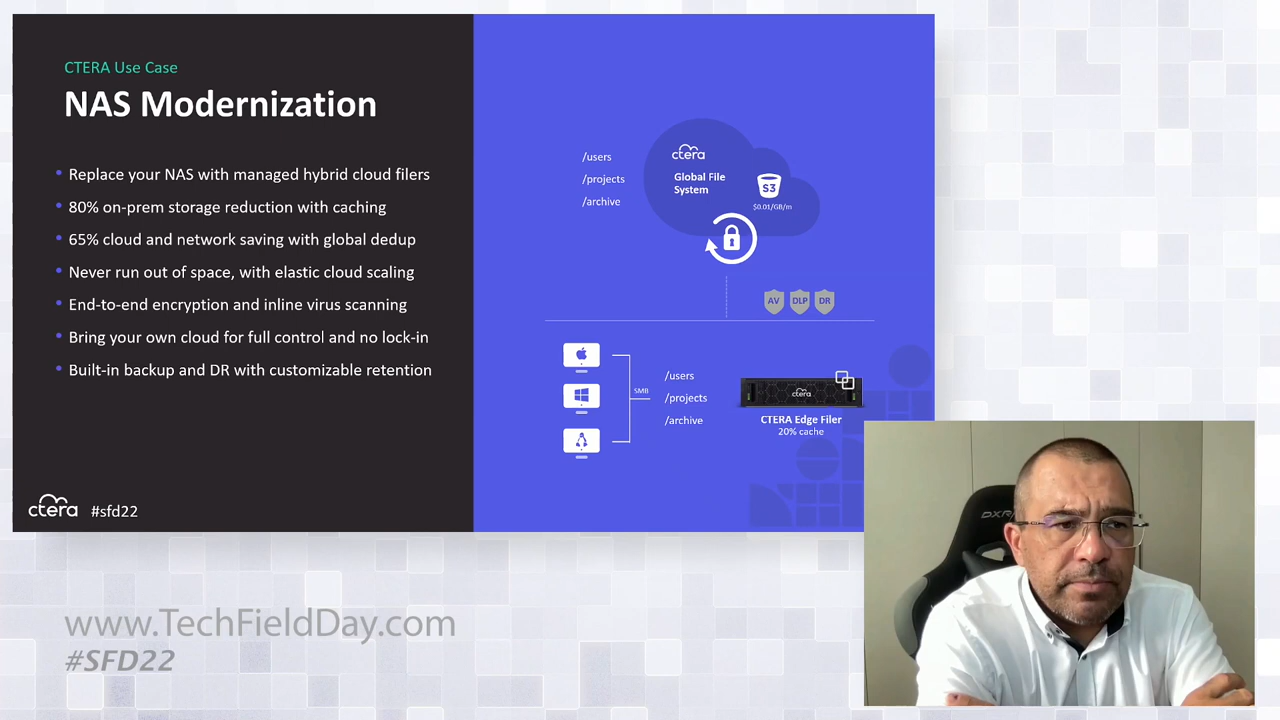 CTERA Use Case
NAS Modernization
• Replace your NAS with managed hybrid cloud filers
• 80% on-prem storage reduction with caching
• 65% cloud and network saving with global dedup
• Never run out of space, with elastic cloud scaling
• End-to-end encryption and inline virus scanning
• Bring your own cloud for full control and no lock-in
• Built-in backup and DR with customizable retention
ctera #sfd22
/users
/projects
/archive
ctera
Global File
System
S3
$0.01/GB/m
AV DLP DR
SMB
/users
/projects
/archive
ctera
CTERA Edge Filer
20% cache
www.TechFieldDay.com
#SFD22